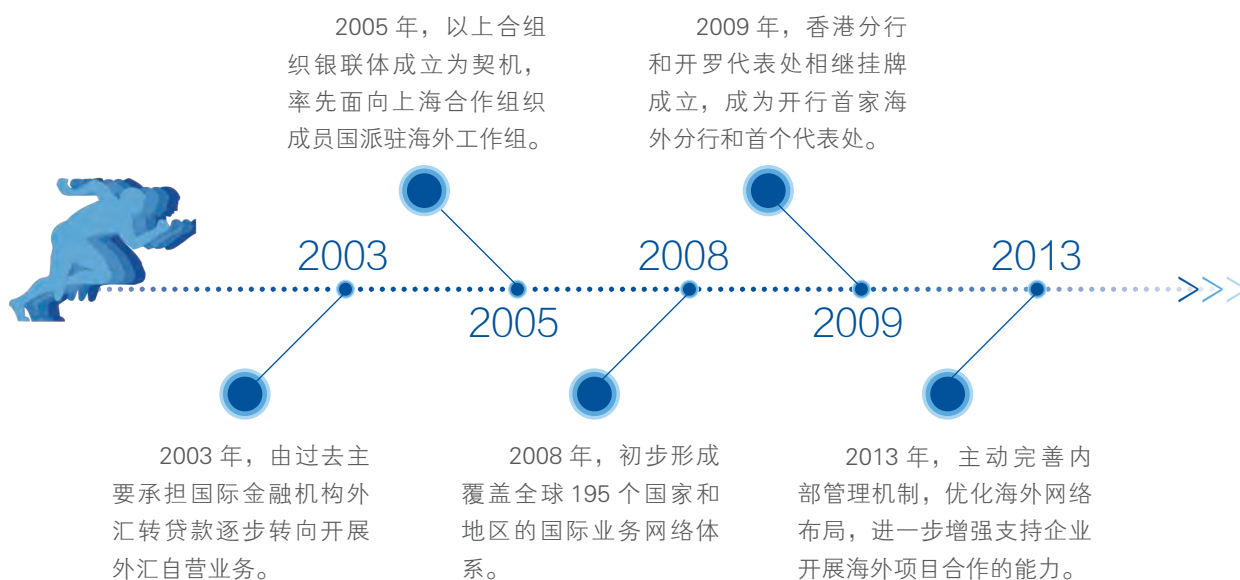 2005 年，以上合组
织银联体成立为契机，
率先面向上海合作组织
成员国派驻海外工作组。
2009 年，香港分行
和开罗代表处相继挂牌
成立，成为开行首家海
外分行和首个代表处。
2003
2008
2013
2005
2009
2003 年，由过去主
要承担国际金融机构外
汇转贷款逐步转向开展
外汇自营业务。
2008 年，初步形成
覆盖全球 195 个国家和
地区的国际业务网络体
系。
2013 年，主动完善内
部管理机制，优化海外网络
布局，进一步增强支持企业
开展海外项目合作的能力。